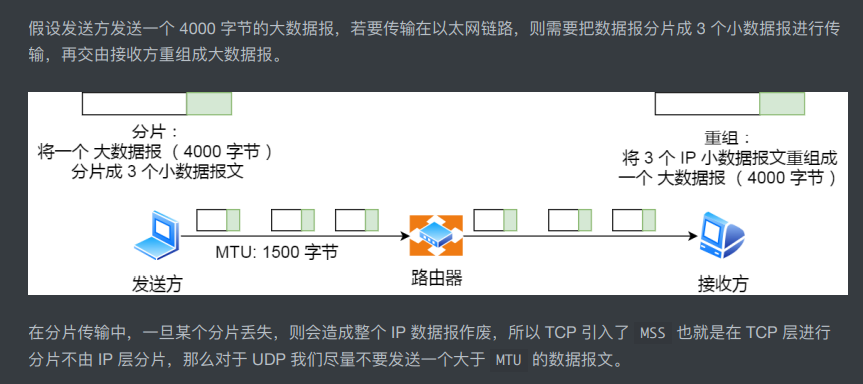 假设发送方发送一个 4000 字节的大数据报，若要传输在以太网链路，则需要把数据报分片成 3 个小数据报进行传
输，再交由接收方重组成大数据报。
分片：
将一个 大数据报 （ 4000 字节 ）
分片成 3 个小数据报文
重组：
将 3 个 IP 小数据报文重组成
一个 大数据报 （ 4000 字节 ）
MTU: 1500 字节
发送方
路由器
接收方
在分片传输中，一旦某个分片丢失，则会造成整个 IP 数据报作废，所以 TCP 引入了 MSS 也就是在 TCP 层进行
分片不由 IP 层分片，那么对于 UDP 我们尽量不要发送一个大于 MTU 的数据报文。